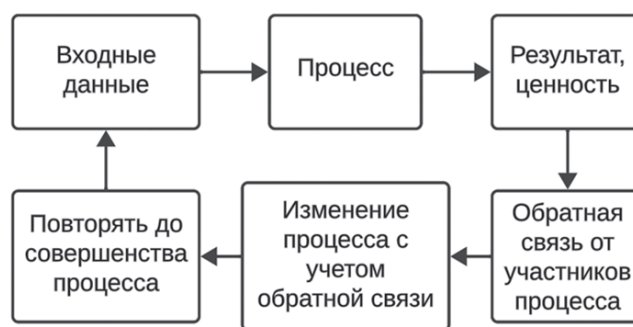 Входные
данные
Процесс
Результат,
ценность
Обратная
связь от
участников
процесса
Изменение
процесса с
учетом
обратной связи
Повторять до
совершенства
процесса